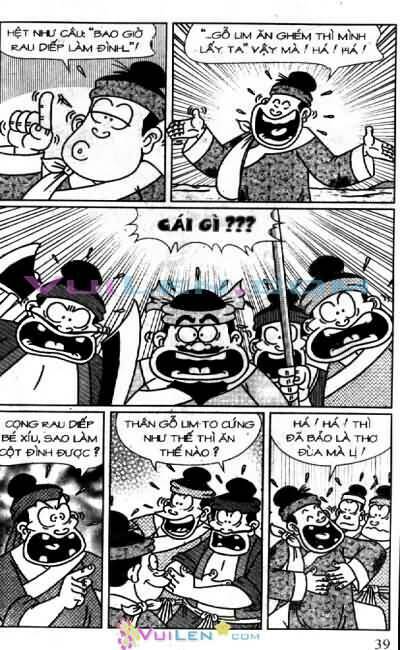 HỆT NHƯ CÂU: "BAO GIỜ
RAU DIẾP LÀM ĐÌNH..."!
"...GỖ LIM ĂN GHÉM THÌ MÌNH
LẤY TA" VẬY MÀ! HÁ! HÁ!
CÁI GÌ ???
VUILEN.COM
CỌNG RAU DIẾP
BÉ XÍU, SAO LÀM
CỘT ĐÌNH ĐƯỢC?
THÂN GỖ LIM TO CỨNG
NHƯ THẾ THÌ ĂN
THẾ NÀO?
HÁ! HÁ! THÌ
ĐÃ BẢO LÀ THƠ
ĐÙA MÀ LỊ!
39
VUILEN.COM